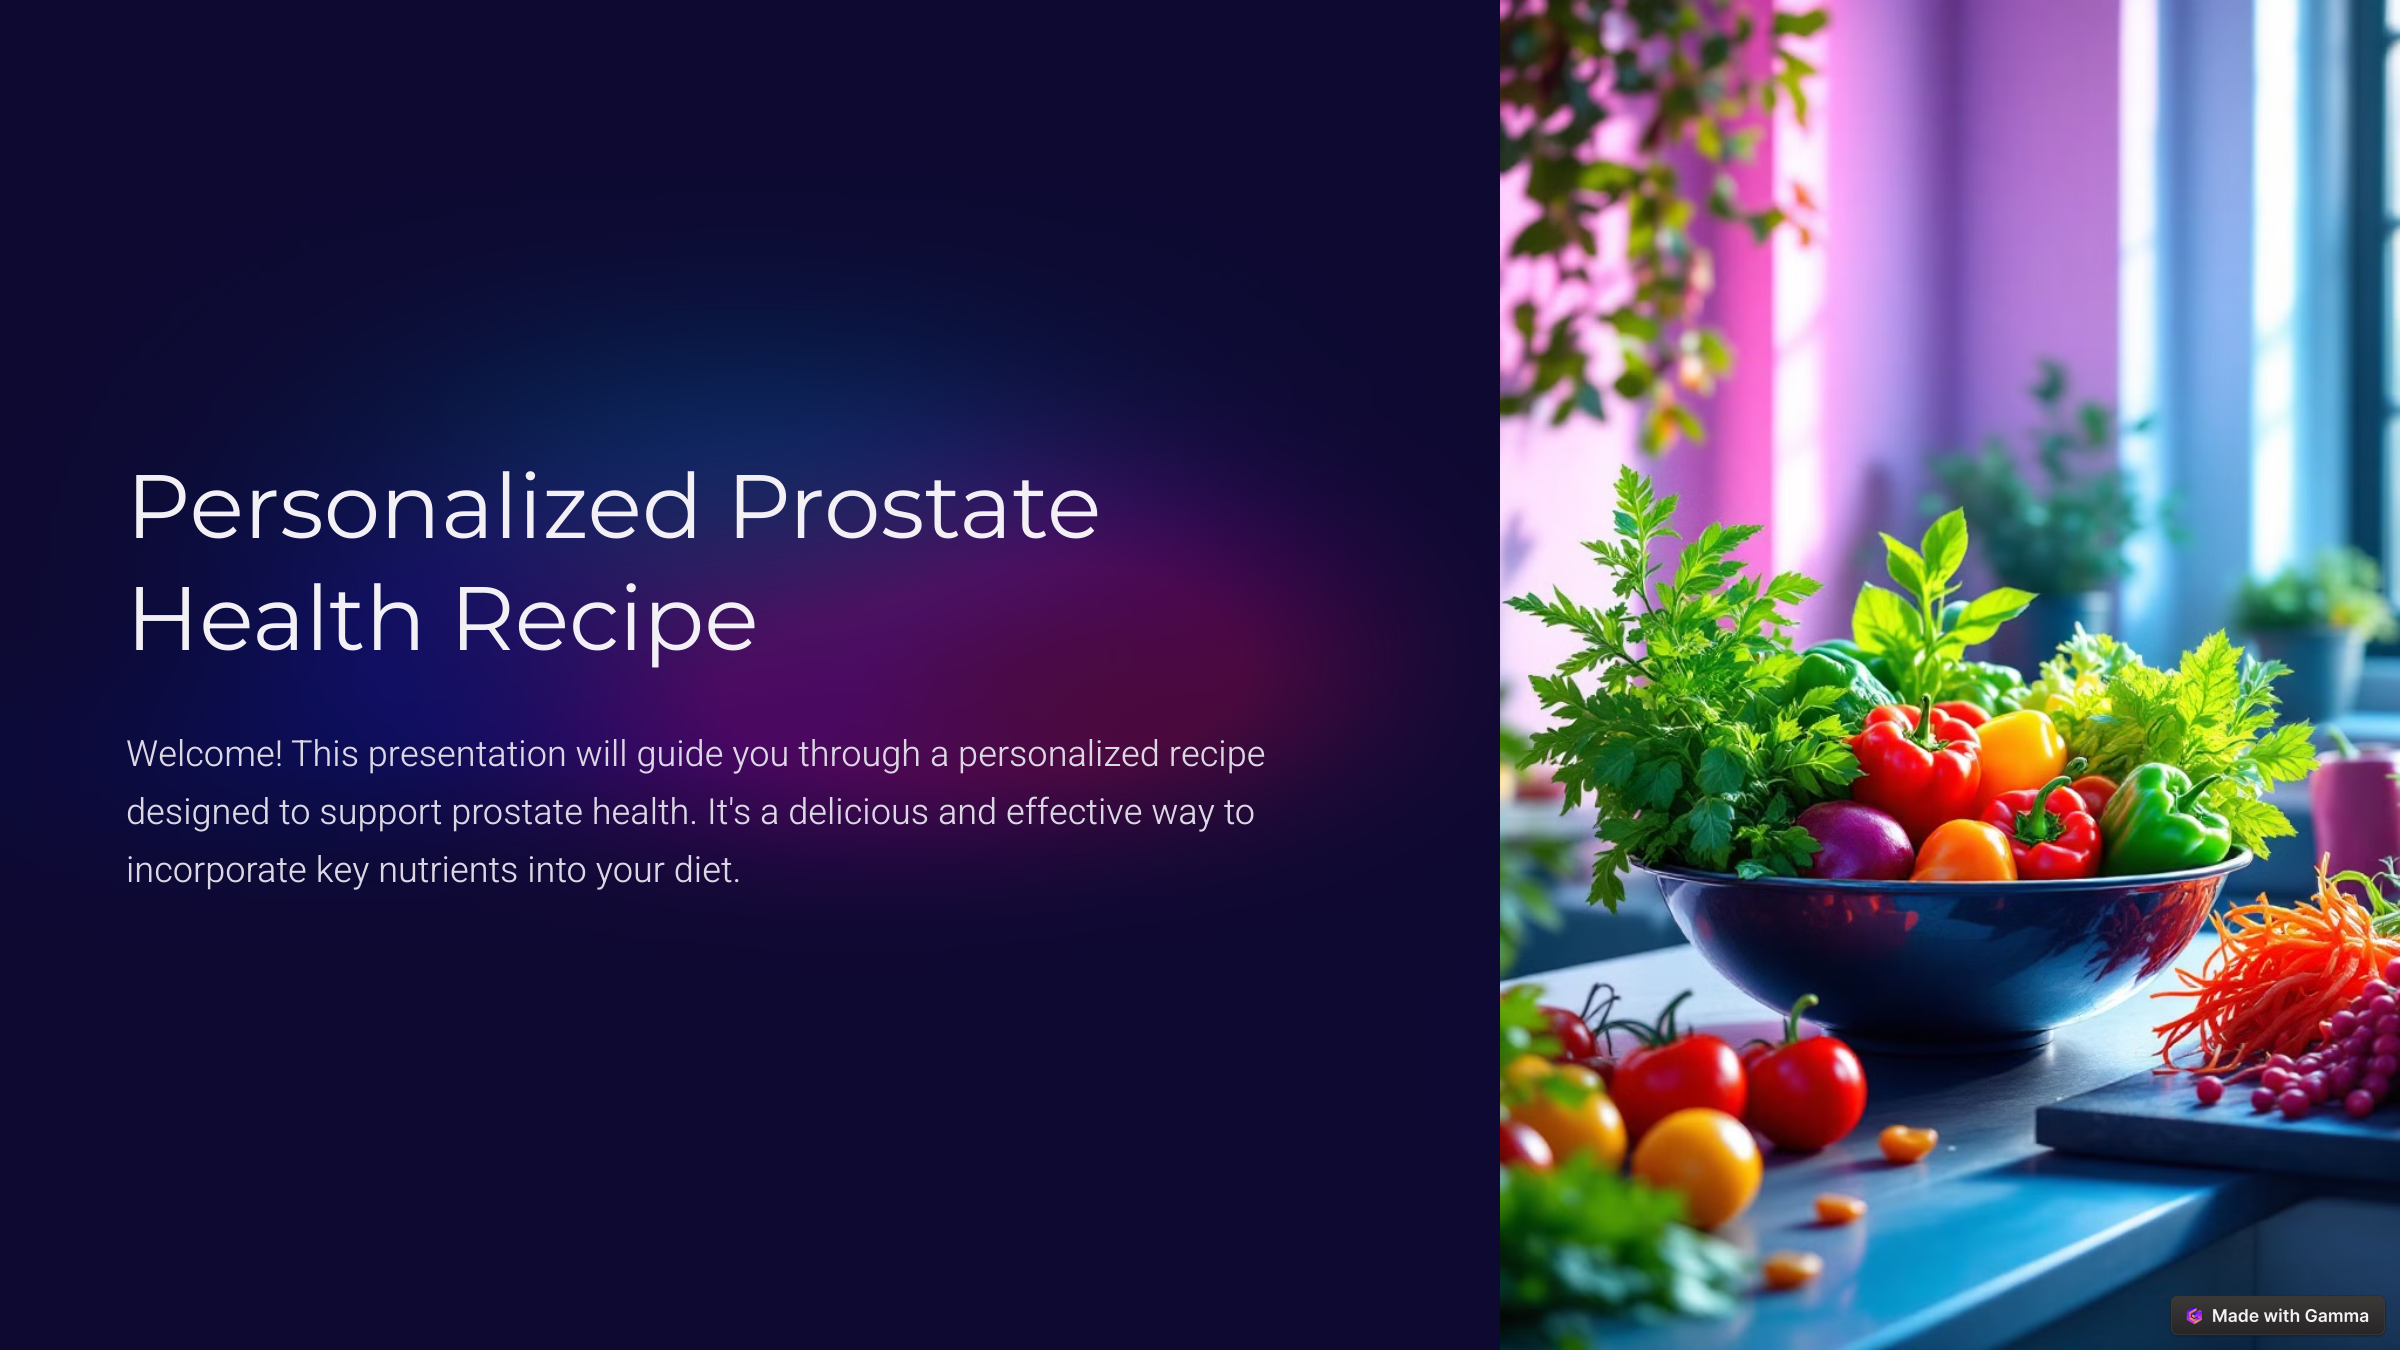 Personalized Prostate
Health Recipe
Welcome! This presentation will guide you through a personalized recipe
designed to support prostate health. It's a delicious and effective way to
incorporate key nutrients into your diet.
Made with Gamma